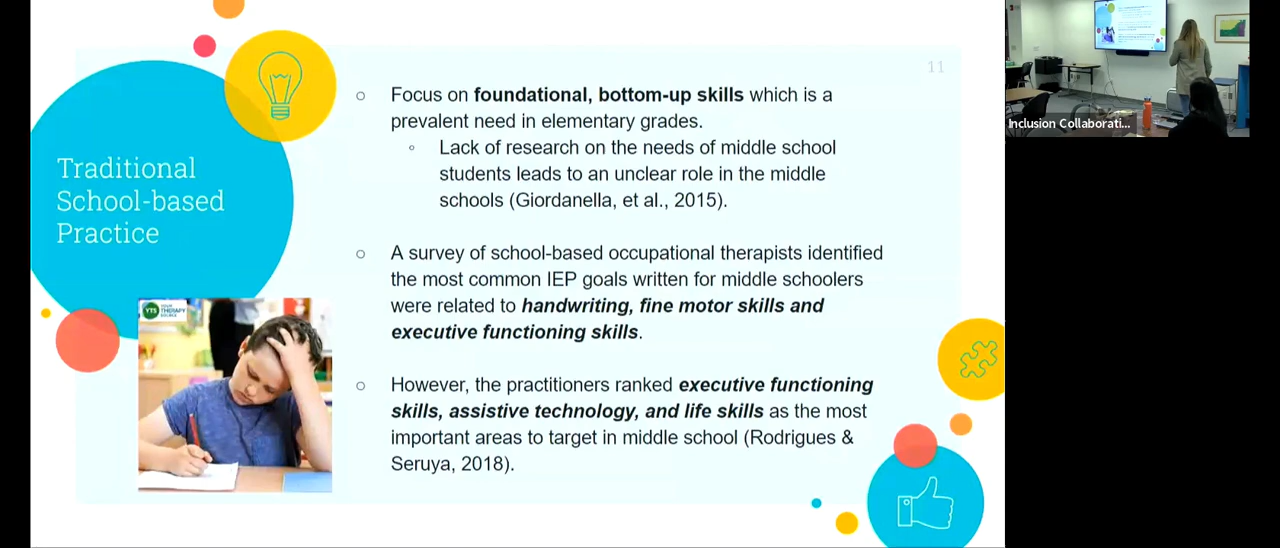 11
Traditional
School-based
Practice
○ Focus on foundational, bottom-up skills which is a
prevalent need in elementary grades.
○ Lack of research on the needs of middle school
students leads to an unclear role in the middle
schools (Giordanella, et al., 2015).
○ A survey of school-based occupational therapists identified
the most common IEP goals written for middle schoolers
were related to handwriting, fine motor skills and
executive functioning skills.
○ However, the practitioners ranked executive functioning
skills, assistive technology, and life skills as the most
important areas to target in middle school (Rodrigues &
Seruya, 2018).
YTS
YOUR
THERAPY
SOURCE
Inclusion Collaborati...